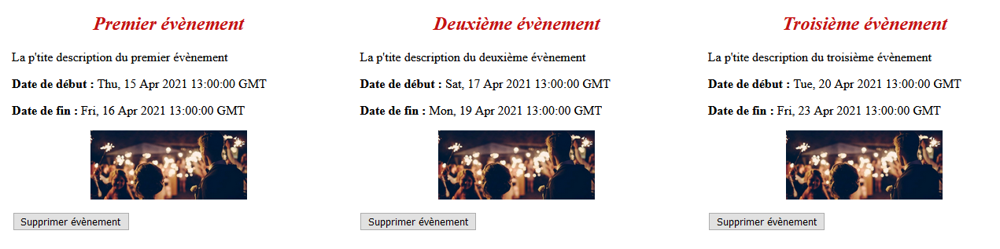 Premier évènement
La p'tite description du premier évènement
Date de début : Thu, 15 Apr 2021 13:00:00 GMT
Date de fin : Fri, 16 Apr 2021 13:00:00 GMT
Supprimer évènement
Deuxième évènement
La p'tite description du deuxième évènement
Date de début : Sat, 17 Apr 2021 13:00:00 GMT
Date de fin : Mon, 19 Apr 2021 13:00:00 GMT
Supprimer évènement
Troisième évènement
La p'tite description du troisième évènement
Date de début : Tue, 20 Apr 2021 13:00:00 GMT
Date de fin : Fri, 23 Apr 2021 13:00:00 GMT
Supprimer évènement